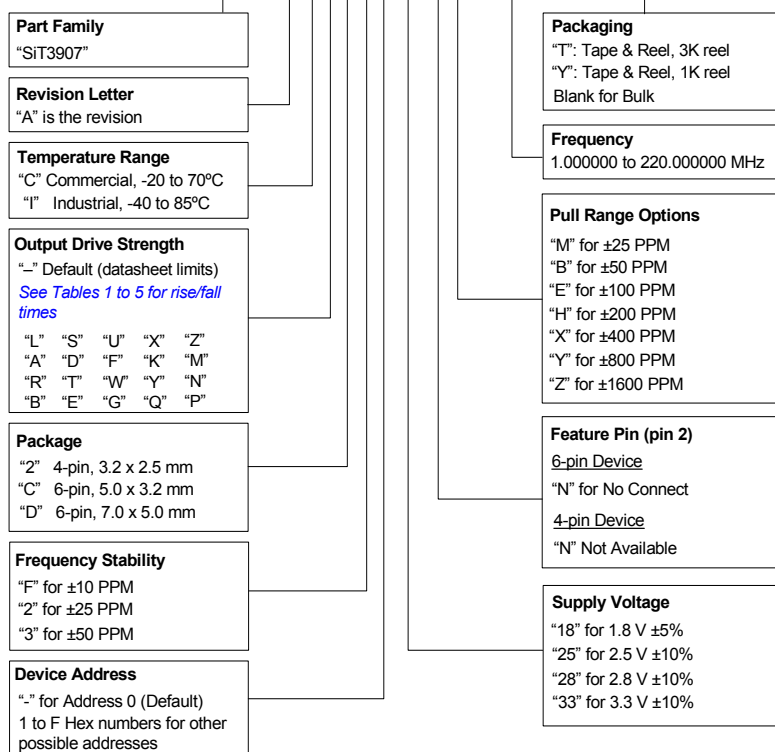 Part Family
“SiT3907”
Revision Letter
“A” is the revision
Temperature Range
“C” Commercial, -20 to 70ºC
“I” Industrial, -40 to 85ºC
Output Drive Strength
“–” Default (datasheet limits)
See Tables 1 to 5 for rise/fall
times
“L” “S” “U” “X” “Z”
“A” “D” “F” “K” “M”
“R” “T” “W” “Y” “N”
“B” “E” “G” “Q” “P”
Package
“2” 4-pin, 3.2 x 2.5 mm
“C” 6-pin, 5.0 x 3.2 mm
“D” 6-pin, 7.0 x 5.0 mm
Frequency Stability
“F” for ±10 PPM
“2” for ±25 PPM
“3” for ±50 PPM
Device Address
“-” for Address 0 (Default)
1 to F Hex numbers for other
possible addresses
Packaging
“T”: Tape & Reel, 3K reel
“Y”: Tape & Reel, 1K reel
Blank for Bulk
Frequency
1.000000 to 220.000000 MHz
Pull Range Options
“M” for ±25 PPM
“B” for ±50 PPM
“E” for ±100 PPM
“H” for ±200 PPM
“X” for ±400 PPM
“Y” for ±800 PPM
“Z” for ±1600 PPM
Feature Pin (pin 2)
6-pin Device
“N” for No Connect
4-pin Device
“N” Not Available
Supply Voltage
“18” for 1.8 V ±5%
“25” for 2.5 V ±10%
“28” for 2.8 V ±10%
“33” for 3.3 V ±10%